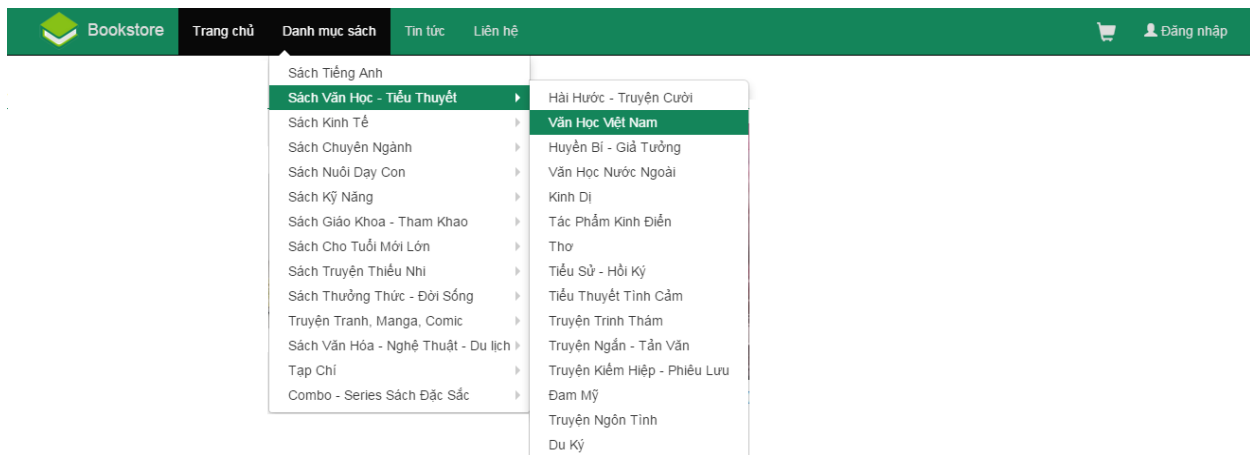 Bookstore Trang chủ Danh mục sách Tin tức Liên hệ Đăng nhập
Sách Tiếng Anh
Sách Văn Học - Tiểu Thuyết
Sách Kinh Tế
Sách Chuyên Ngành
Sách Nuôi Dạy Con
Sách Kỹ Năng
Sách Giáo Khoa - Tham Khao
Sách Cho Tuổi Mới Lớn
Sách Truyện Thiếu Nhi
Sách Thưởng Thức - Đời Sống
Truyện Tranh, Manga, Comic
Sách Văn Hóa - Nghệ Thuật - Du lịch
Tạp Chí
Combo - Series Sách Đặc Sắc
Hài Hước - Truyện Cười
Văn Học Việt Nam
Huyền Bí - Giả Tưởng
Văn Học Nước Ngoài
Kinh Dị
Tác Phẩm Kinh Điển
Thơ
Tiểu Sử - Hồi Ký
Tiểu Thuyết Tình Cảm
Truyện Trinh Thám
Truyện Ngắn - Tản Văn
Truyện Kiếm Hiệp - Phiêu Lưu
Đam Mỹ
Truyện Ngôn Tình
Du Ký